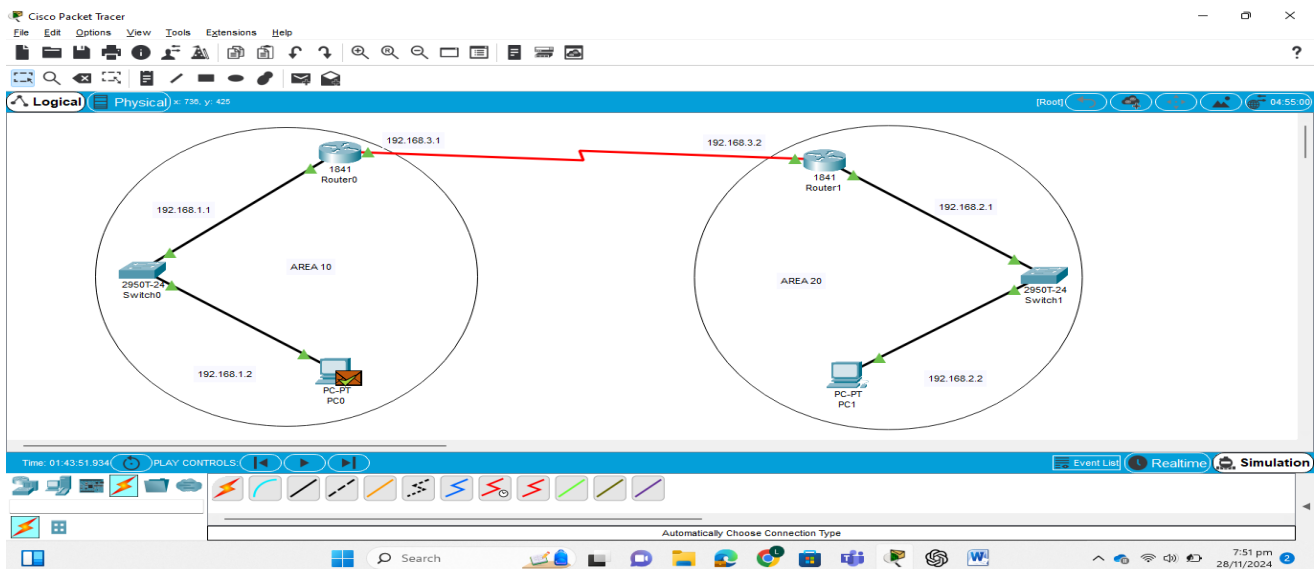 Cisco Packet Tracer
File Edit Options View Tools Extensions Help
?
Logical Physical x: 736, y: 425 [Root] 04:55:00
192.168.3.1 192.168.3.2
1841 1841
Router0 Router1
192.168.1.1 192.168.2.1
AREA 10 AREA 20
2950T-24 2950T-24
Switch0 Switch1
192.168.1.2 192.168.2.2
PC-PT PC-PT
PC0 PC1
Time: 01:43:51.934 PLAY CONTROLS: Event List Realtime Simulation
Automatically Choose Connection Type
Search W 7:51 pm 2
28/11/2024